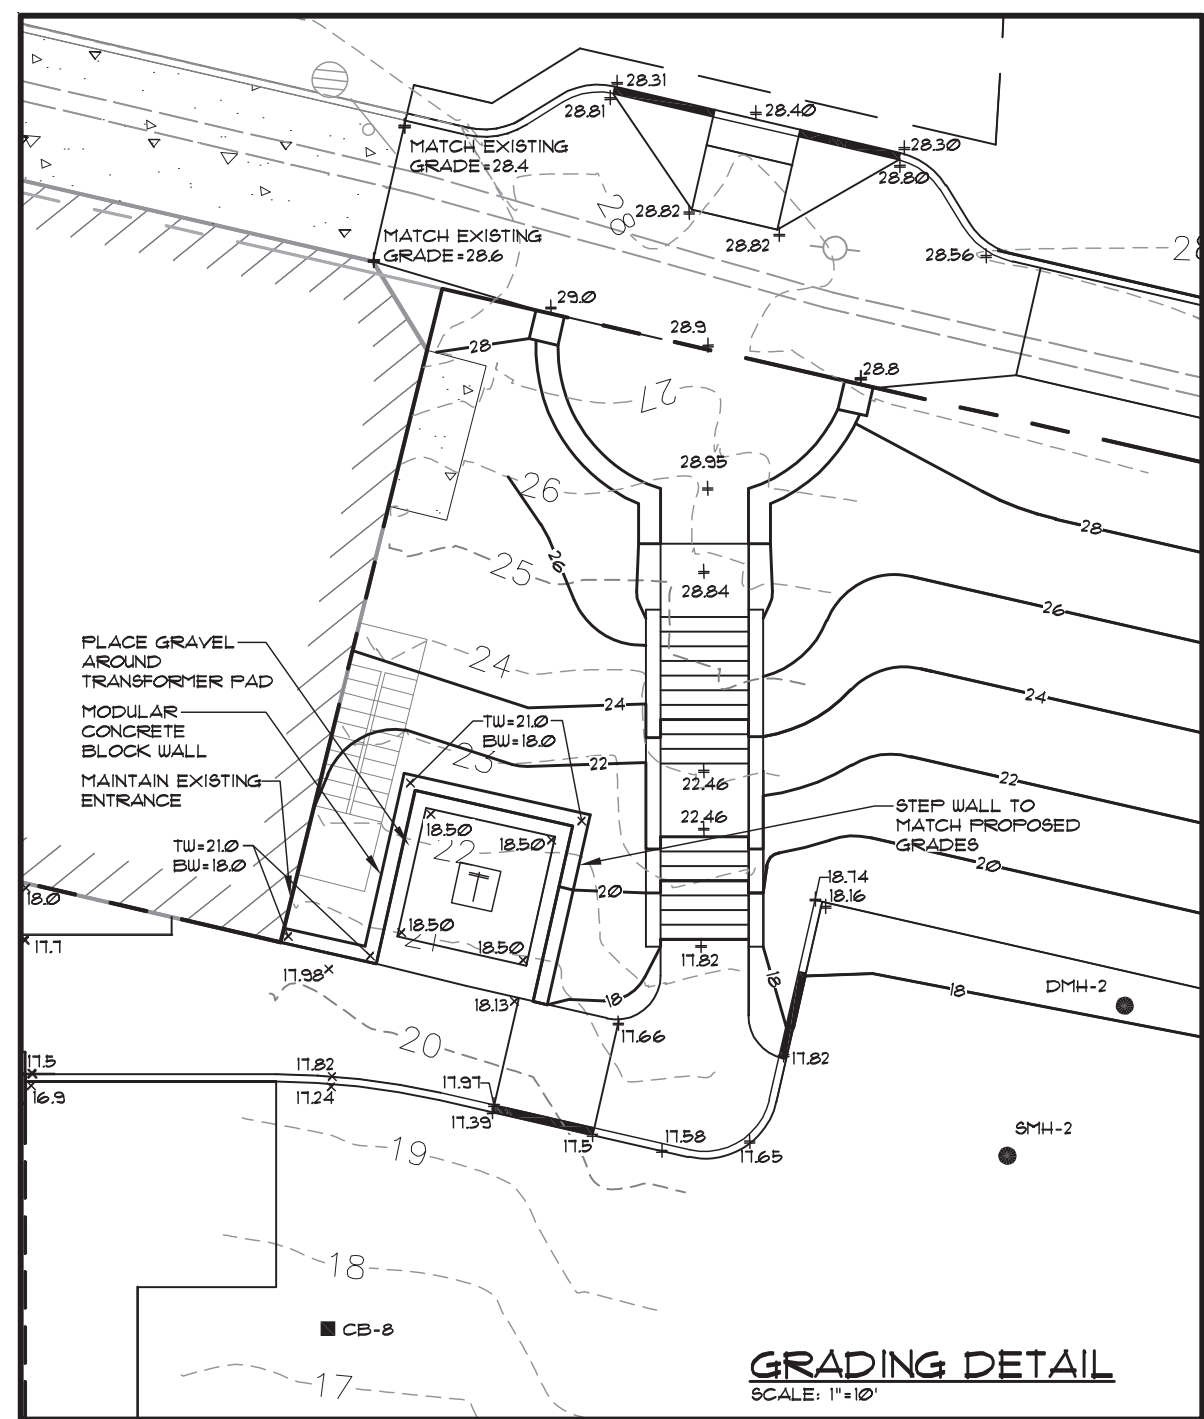 28.31
28.81
28.40
28.30
28.80
MATCH EXISTING
GRADE=28.4
28
28.82
28.82
MATCH EXISTING
GRADE=28.6
28.56
29.0
28.9
28
28.8
27
28.95
26
28
26
25
28.84
26
PLACE GRAVEL
AROUND
TRANSFORMER PAD
24
24
24
MODULAR
CONCRETE
BLOCK WALL
TW=21.0
BW=18.0
23
22
22
MAINTAIN EXISTING
ENTRANCE
22.46
22.46
STEP WALL TO
MATCH PROPOSED
GRADES
18.50
18.50
22
TW=21.0
BW=18.0
T
20
20
18.74
18.16
18.0
17.7
18.50
18.50
21
17.82
17.98
18.13
18
18
18
DMH-2
17.66
20
17.5
16.9
17.82
17.24
17.97
17.39
17.82
17.5
17.58
17.65
SMH-2
19
18
CB-8
17
GRADING DETAIL
SCALE: 1"=10'